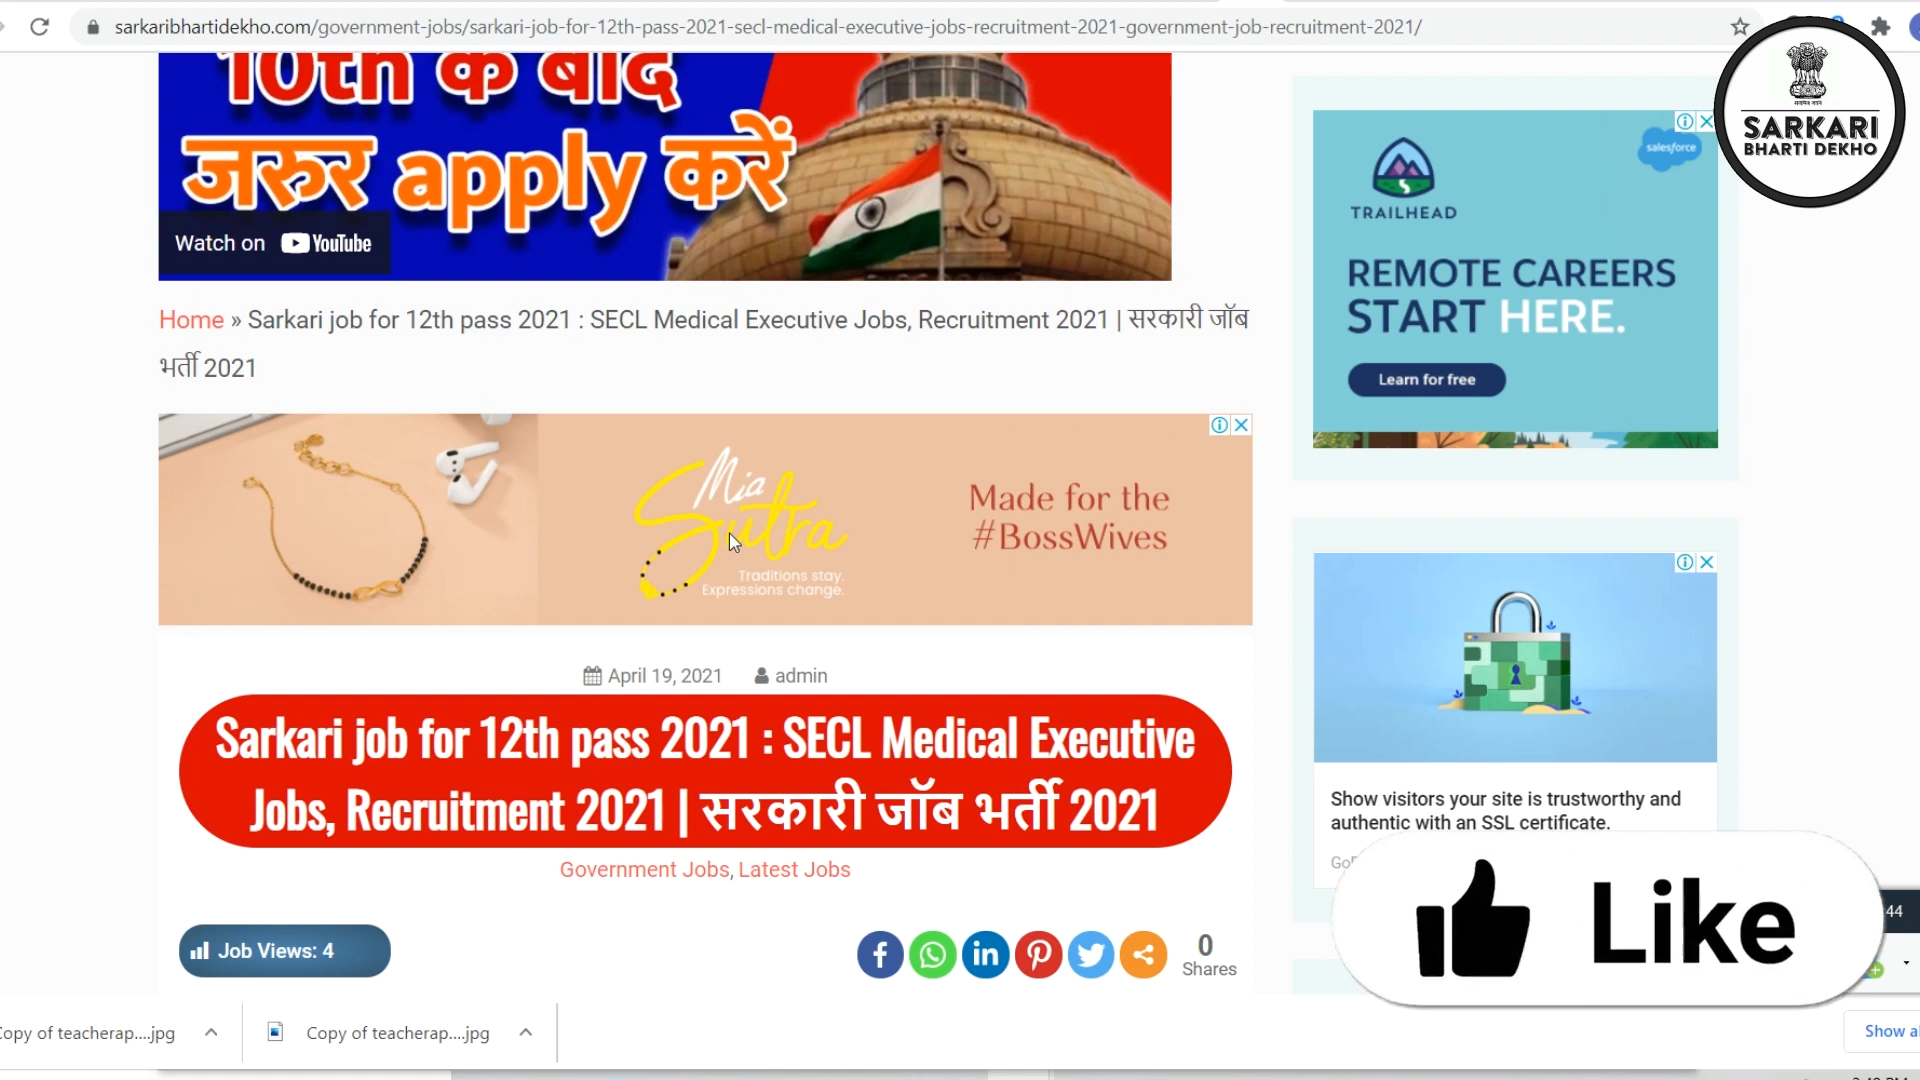 sarkaribhartidekho.com/government-jobs/sarkari-job-for-12th-pass-2021-secl-medical-executive-jobs-recruitment-2021-government-job-recruitment-2021/
10th के बाद
जरुर apply करें
Watch on YouTube
SARKARI
BHARTI DEKHO
salesforce
TRAILHEAD
REMOTE CAREERS
START HERE.
Learn for free
Home » Sarkari job for 12th pass 2021 : SECL Medical Executive Jobs, Recruitment 2021 | सरकारी जॉब
भर्ती 2021
Mia
Sutra
Traditions stay.
Expressions change.
Made for the
#BossWives
April 19, 2021 admin
Sarkari job for 12th pass 2021 : SECL Medical Executive
Jobs, Recruitment 2021 | सरकारी जॉब भर्ती 2021
Government Jobs, Latest Jobs
Show visitors your site is trustworthy and
authentic with an SSL certificate.
Job Views: 4
0
Shares
Like
44
Copy of teacherap....jpg
Copy of teacherap....jpg
Show